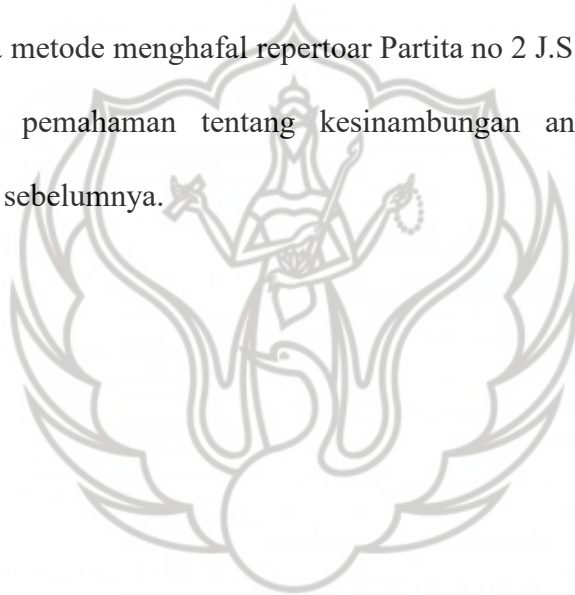 metode menghafal repertoar Partita no 2 J.S
pemahaman tentang kesinambungan an
sebelumnya.